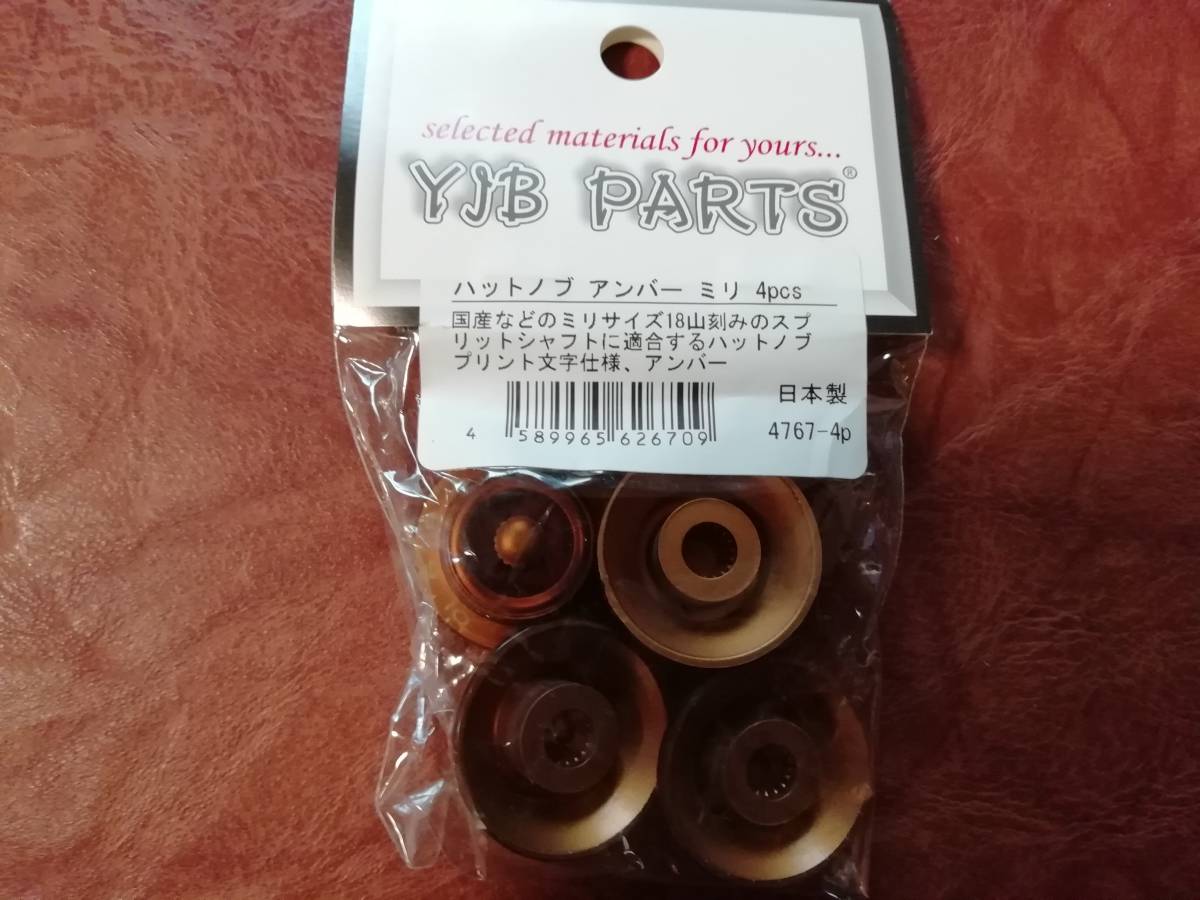 selected materials for yours...
YJB PARTS®
ハットノブ アンバー ミリ 4pcs
国産などのミリサイズ18山刻みのスプ
リットシャフトに適合するハットノブ
プリント文字仕様、アンバー
日本製
4 589965 626709
4767-4p